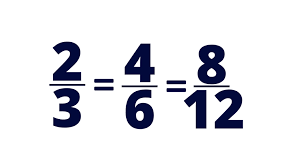 2/3 = 4/6 = 8/12